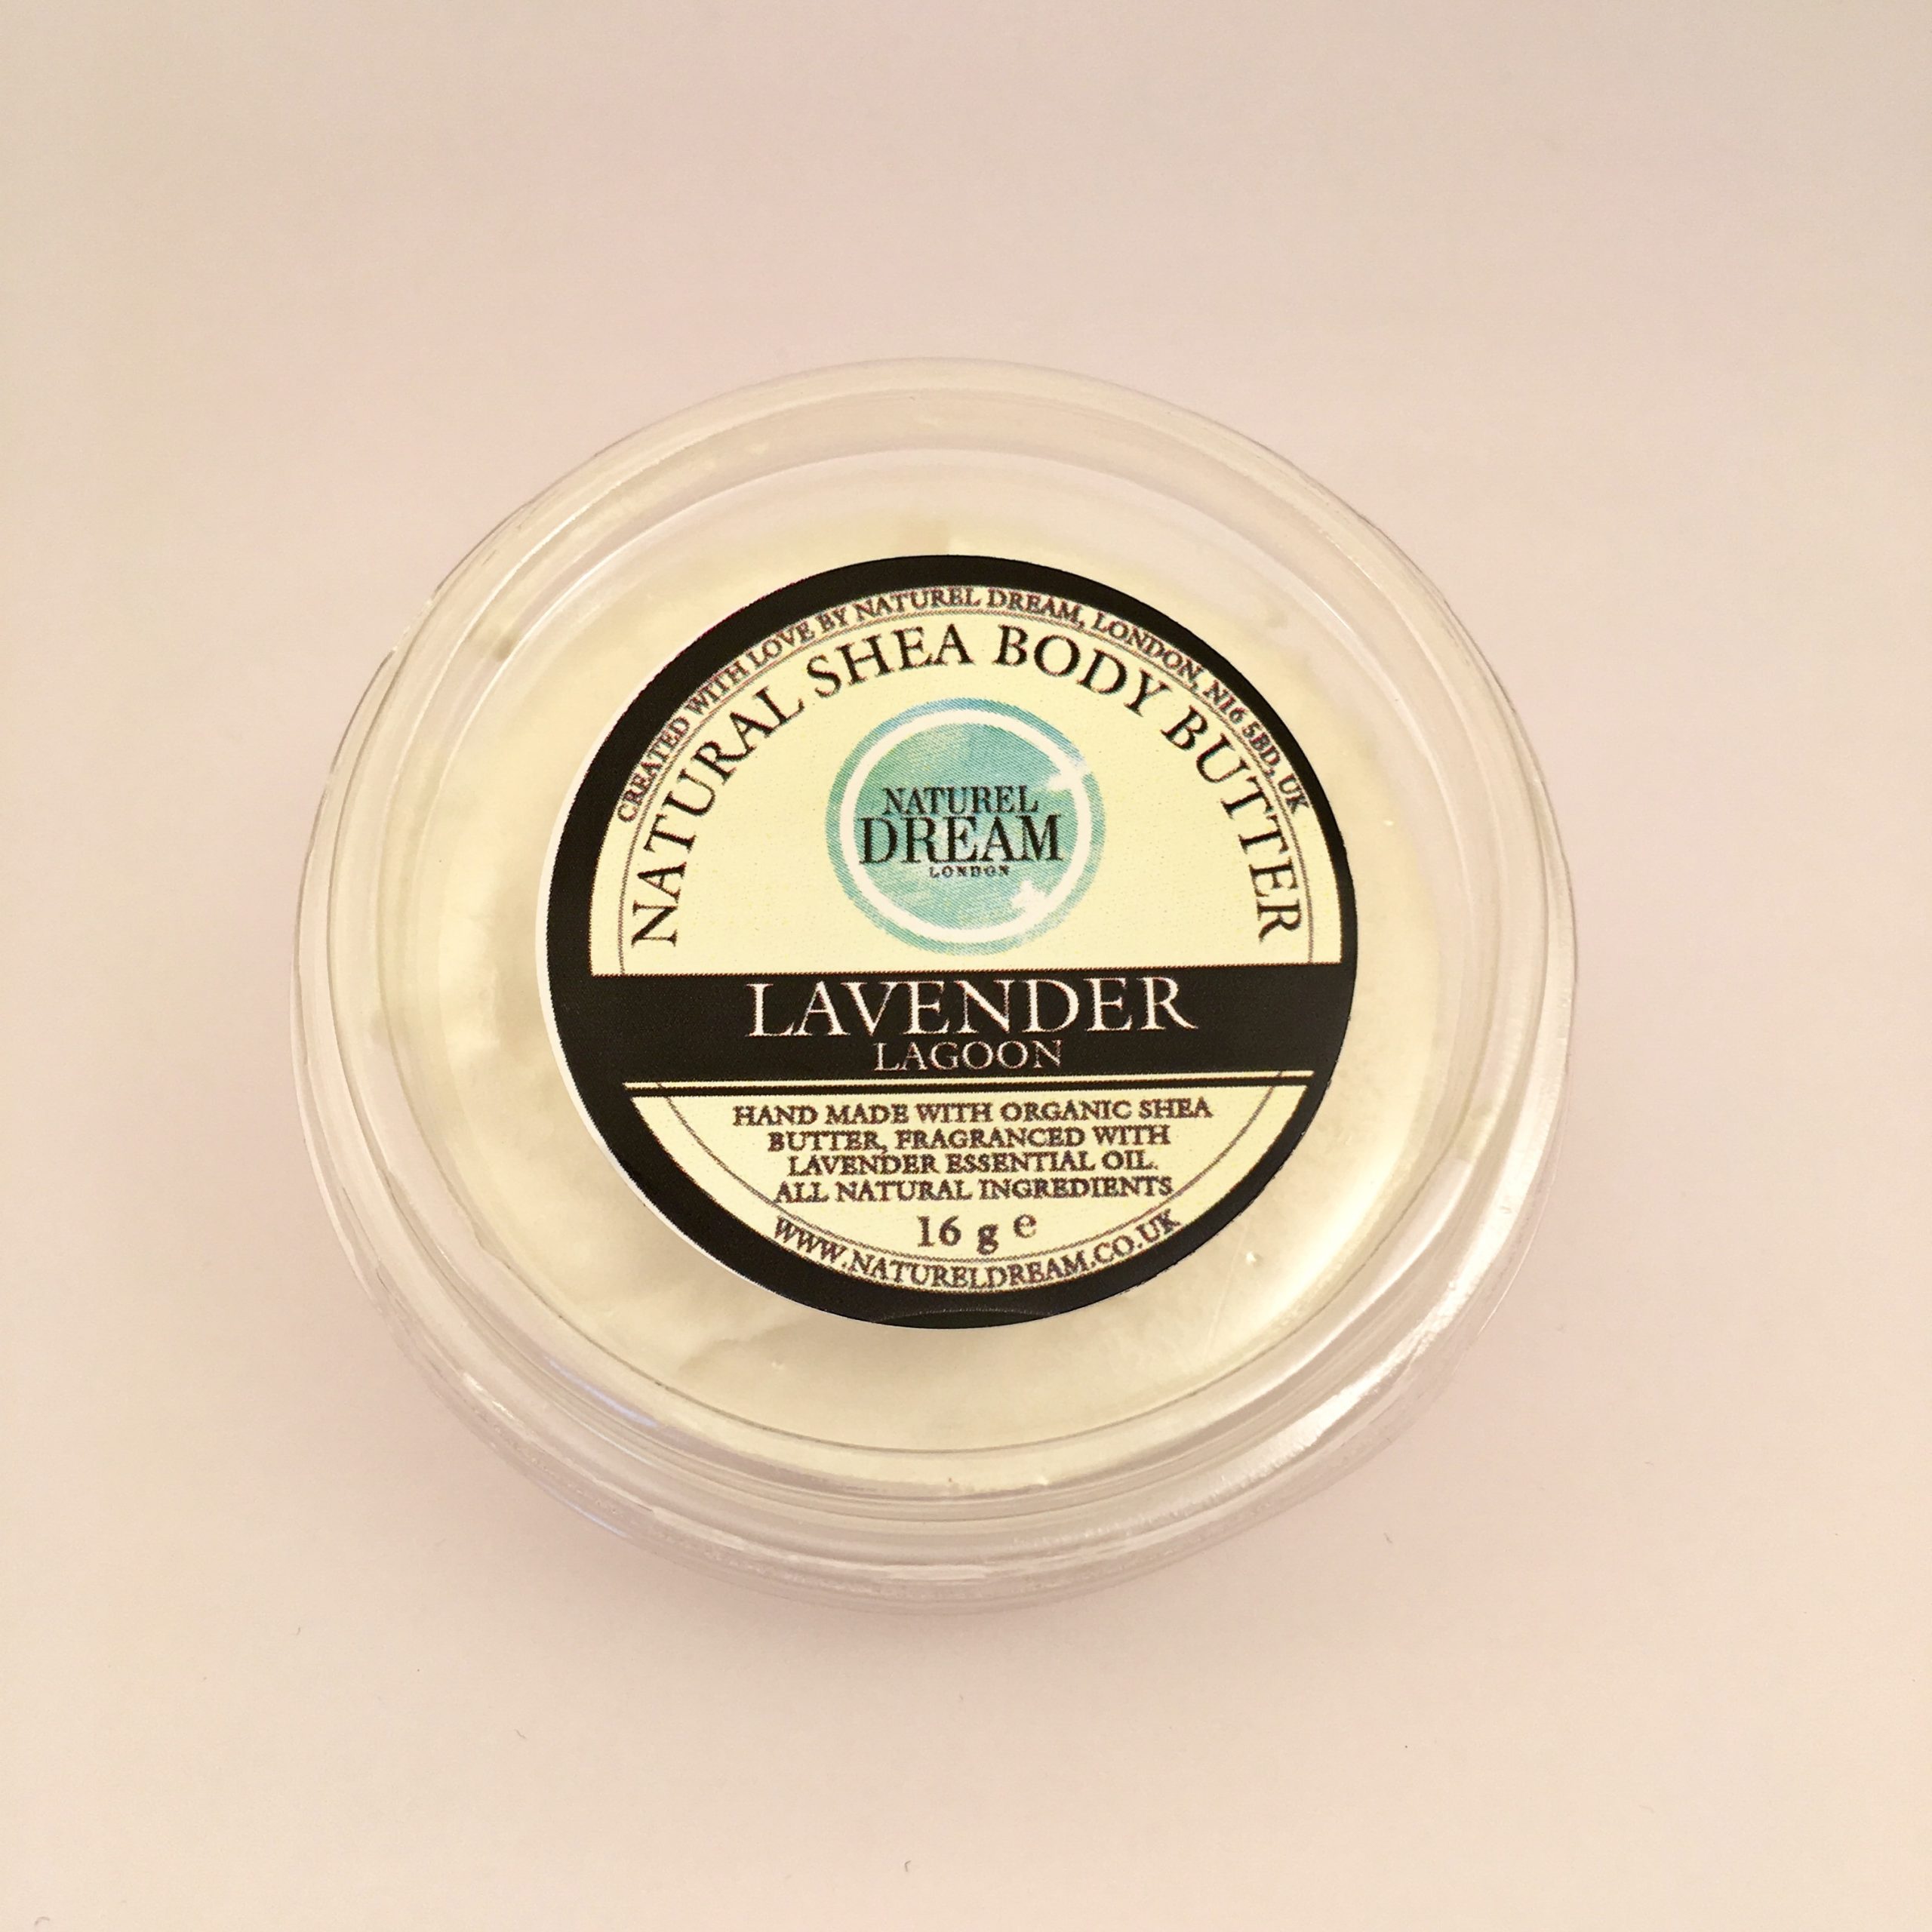 CREATED WITH LOVE BY NATUREL DREAM, LONDON, N16 5BD, UK
NATURAL SHEA BODY BUTTER
NATUREL
DREAM
LONDON
LAVENDER
LAGOON
HAND MADE WITH ORGANIC SHEA
BUTTER, FRAGRANCED WITH
LAVENDER ESSENTIAL OIL.
ALL NATURAL INGREDIENTS
16 g e
WWW.NATURELDREAM.CO.UK